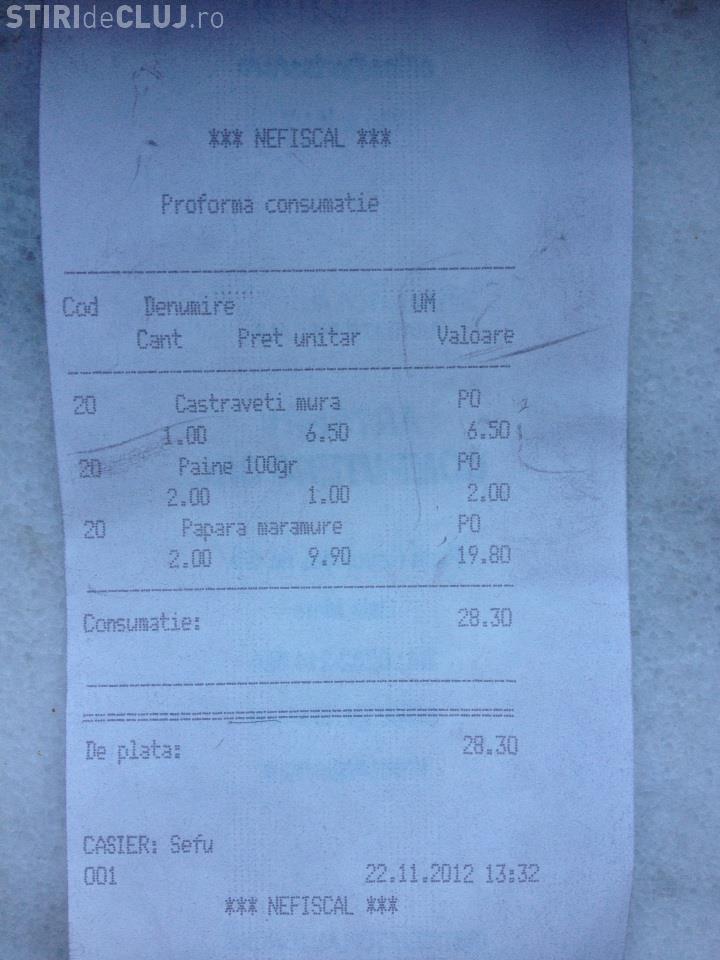 STIRIdeCLUJ.ro
*** NEFISCAL ***
Proforma consumatie
Cod Denumire UM
Cant Pret unitar Valoare
20 Castraveti mura PO
1.00 6.50 6.50
20 Paine 100gr PO
2.00 1.00 2.00
20 Papara maramure PO
2.00 9.90 19.80
Consumatie: 28.30
De plata: 28.30
CASIER: Sefu
001 22.11.2012 13:32
*** NEFISCAL ***